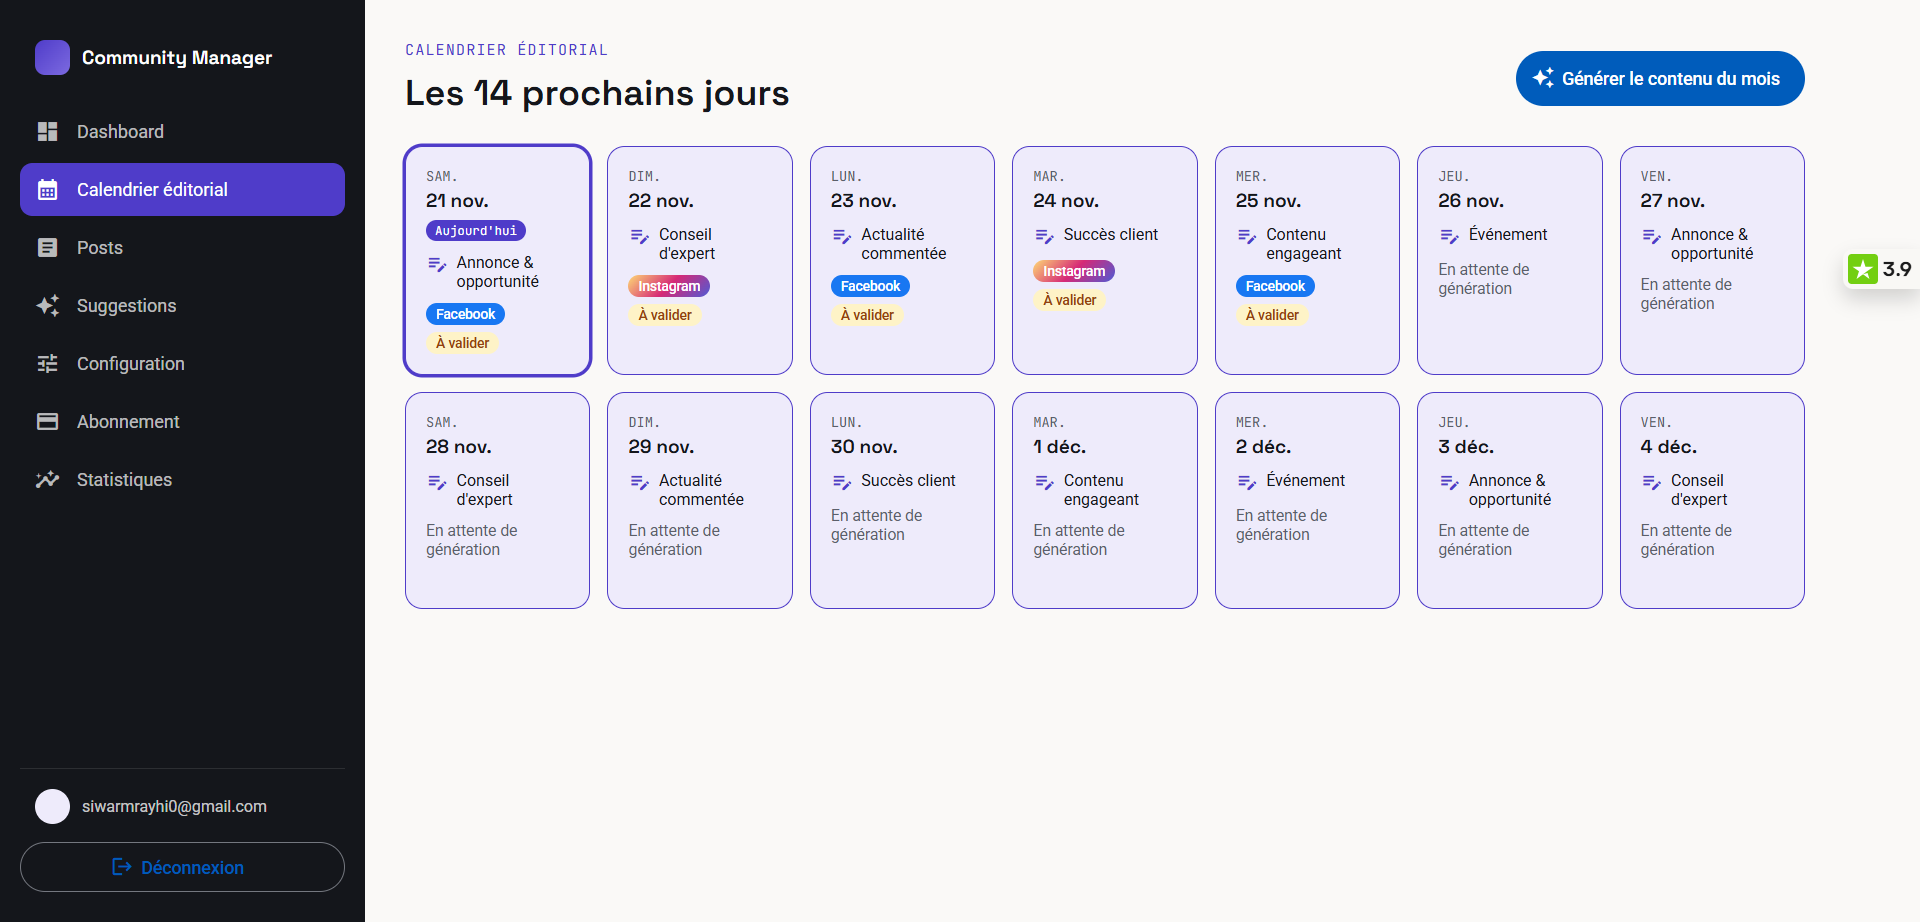 Community Manager
Dashboard
Calendrier éditorial
Posts
Suggestions
Configuration
Abonnement
Statistiques
siwarmrayhi0@gmail.com
Déconnexion
CALENDRIER ÉDITORIAL
Les 14 prochains jours
Générer le contenu du mois
SAM.
21 nov.
Aujourd'hui
Annonce &
opportunité
Facebook
À valider
DIM.
22 nov.
Conseil
d'expert
Instagram
À valider
LUN.
23 nov.
Actualité
commentée
Facebook
À valider
MAR.
24 nov.
Succès client
Instagram
À valider
MER.
25 nov.
Contenu
engageant
Facebook
À valider
JEU.
26 nov.
Événement
En attente de
génération
VEN.
27 nov.
Annonce &
opportunité
En attente de
génération
SAM.
28 nov.
Conseil
d'expert
En attente de
génération
DIM.
29 nov.
Actualité
commentée
En attente de
génération
LUN.
30 nov.
Succès client
En attente de
génération
MAR.
1 déc.
Contenu
engageant
En attente de
génération
MER.
2 déc.
Événement
En attente de
génération
JEU.
3 déc.
Annonce &
opportunité
En attente de
génération
VEN.
4 déc.
Conseil
d'expert
En attente de
génération
3.9